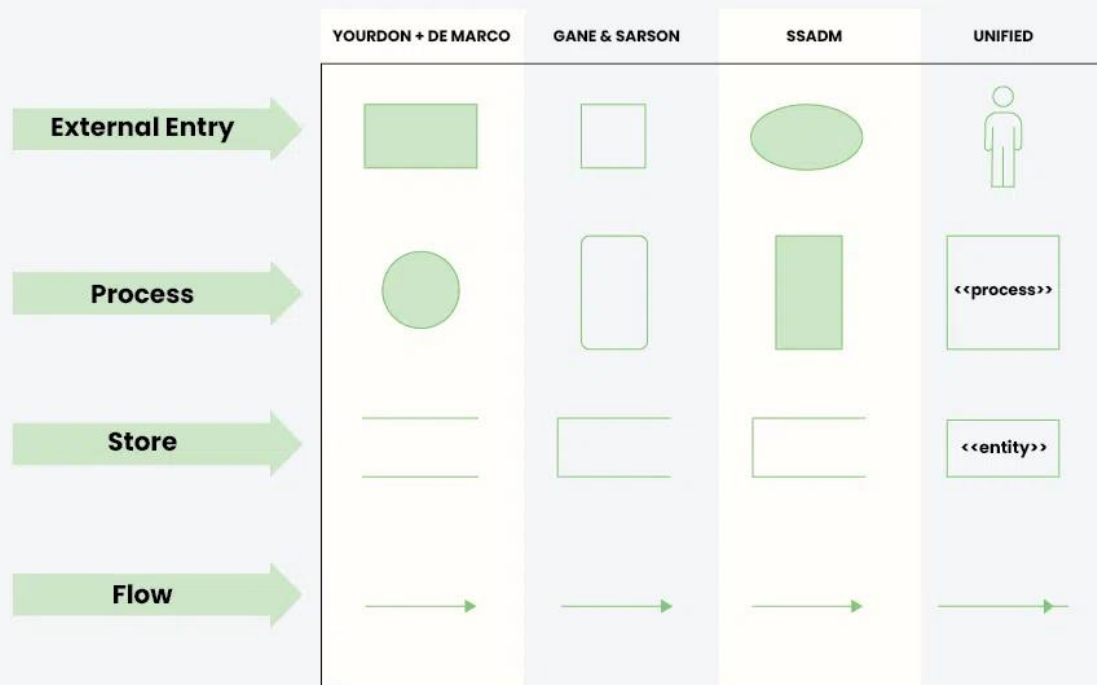 YOURDON + DE MARCO GANE & SARSON SSADM UNIFIED
External Entry
Process
<<process>>
Store
<<entity>>
Flow